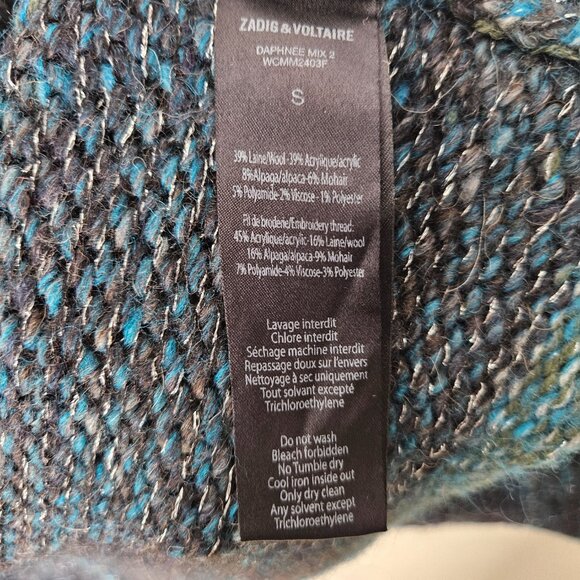 ZADIG & VOLTAIRE
DAPHNEE MIX 2
WCMM2403F
S
39% Laine/Wool-39% Acrylique/acrylic
8% Alpaga/alpaca-6% Mohair
5% Polyamide-2% Viscose-1% Polyester
Fil de broderie/Embroidery thread:
45% Acrylique/acrylic-16% Laine/wool
16% Alpaga/alpaca-9% Mohair
7% Polyamide-4% Viscose-3% Polyester
Lavage interdit
Chlore interdit
Séchage machine interdit
Repassage doux sur l'envers
Nettoyage à sec uniquement
Tout solvant excepté
Trichloroethylene
Do not wash
Bleach forbidden
No Tumble dry
Cool iron inside out
Only dry clean
Any solvent except
Trichloroethylene